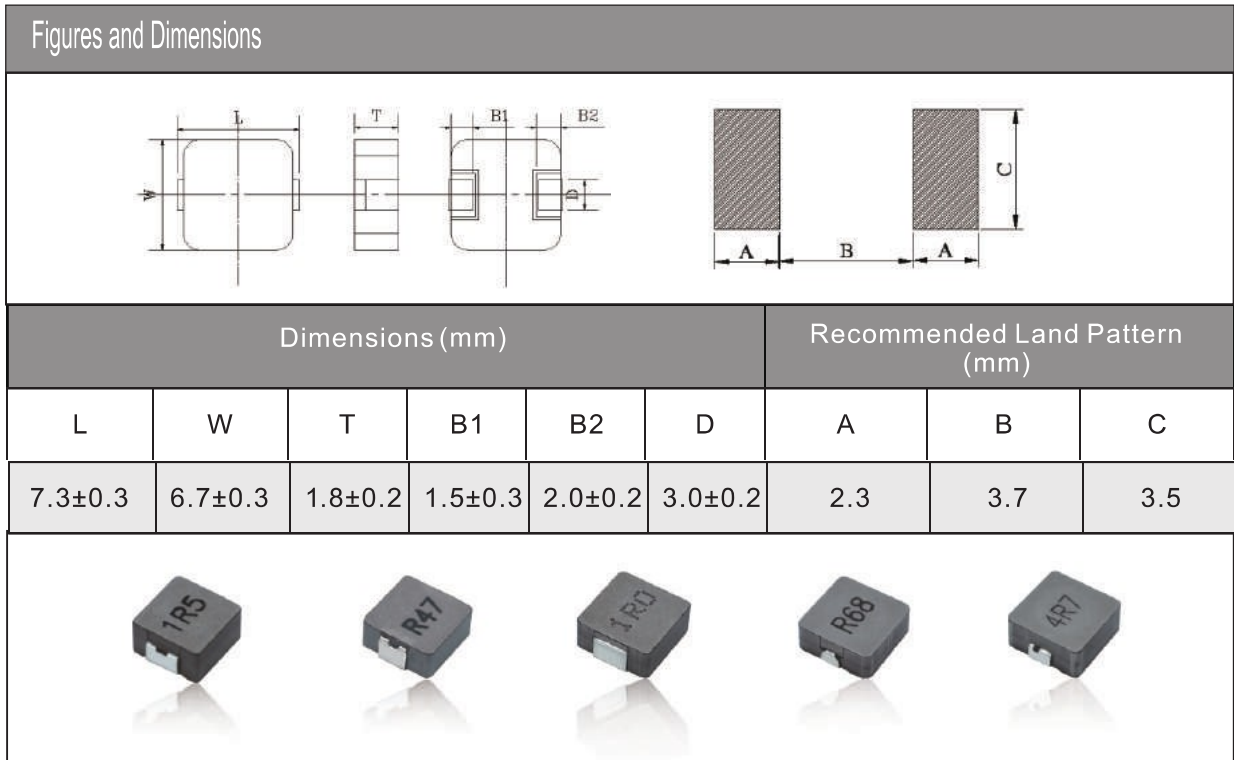 Figures and Dimensions
L T B1 B2
W D C
A B A
Dimensions (mm) Recommended Land Pattern
(mm)
L W T B1 B2 D A B C
7.3±0.3 6.7±0.3 1.8±0.2 1.5±0.3 2.0±0.2 3.0±0.2 2.3 3.7 3.5
1R5 R47 1R0 R68 4R7